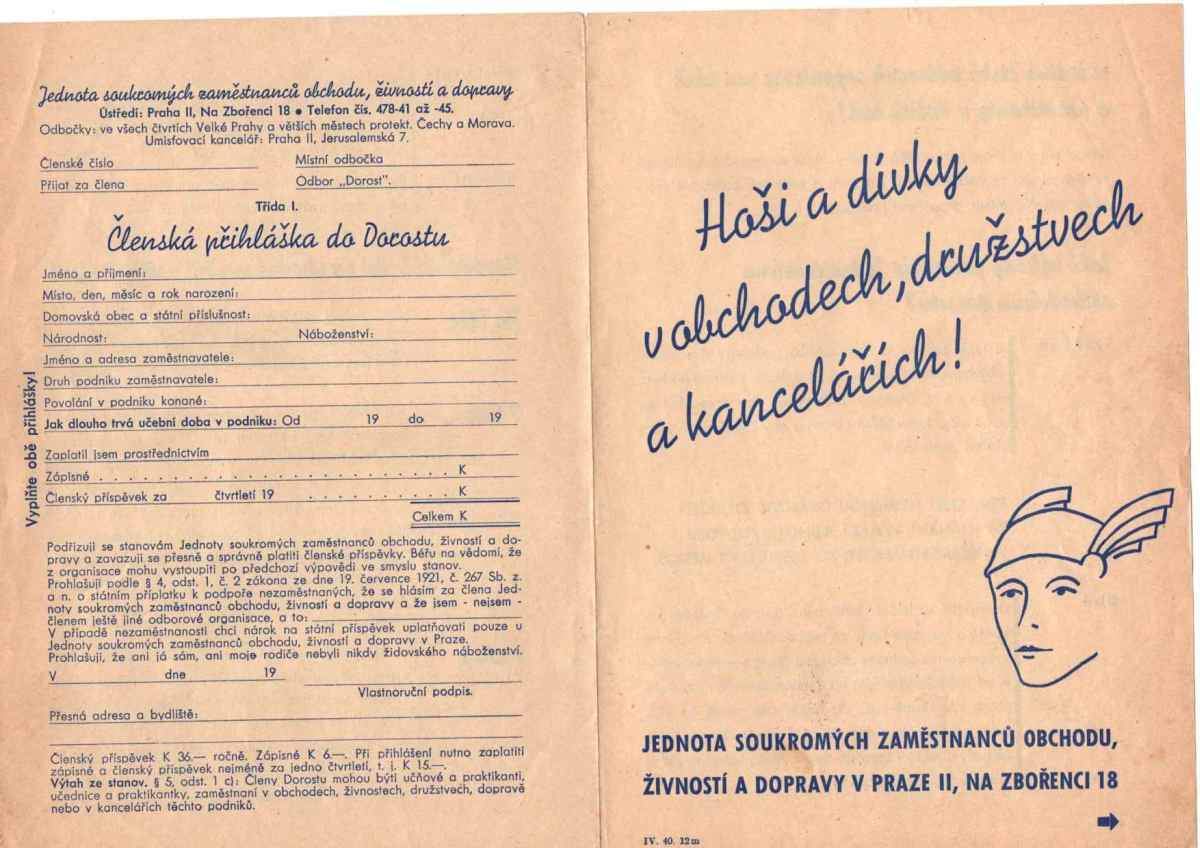 Jednota soukromých zaměstnanců obchodu, živností a dopravy
Ústředí: Praha II, Na Zbořenci 18 • Telefon čís. 478-41 až -45.
Odbočky: ve všech čtvrtích Velké Prahy a větších městech protekt. Čechy a Morava.
Umisťovací kancelář: Praha II, Jerusalemská 7.
Členské číslo Místní odbočka
Přijat za člena Odbor „Dorost".
Třída I.
Členská přihláška do Dorostu
Jméno a příjmení:
Místo, den, měsíc a rok narození:
Domovská obec a státní příslušnost:
Národnost: Náboženství:
Jméno a adresa zaměstnavatele:
Druh podniku zaměstnavatele:
Povolání v podniku konané:
Jak dlouho trvá učební doba v podniku: Od 19 do 19
Vyplňte obě přihlášky!
Zaplatil jsem prostřednictvím
Zápisné . . . . . . . . . . . . . . . . . . . . . . K
Členský příspěvek za čtvrtletí 19 . . . . . . . . . . K
Celkem K
Podřizuji se stanovám Jednoty soukromých zaměstnanců obchodu, živností a do-
pravy a zavazuji se přesně a správně platiti členské příspěvky. Béřu na vědomí, že
z organisace mohu vystoupiti po předchozí výpovědi ve smyslu stanov.
Prohlašuji podle § 4, odst. 1, č. 2 zákona ze dne 19. července 1921, č. 267 Sb. z.
a n. o státním příplatku k podpoře nezaměstnaných, že se hlásím za člena Jed-
noty soukromých zaměstnanců obchodu, živností a dopravy a že jsem - nejsem -
členem ještě jiné odborové organisace, a to:
V případě nezaměstnanosti chci nárok na státní příspěvek uplatňovati pouze u
Jednoty soukromých zaměstnanců obchodu, živností a dopravy v Praze.
Prohlašuji, že ani já sám, ani moje rodiče nebyli nikdy židovského náboženství.
V dne 19
Vlastnoruční podpis.
Přesná adresa a bydliště:
Členský příspěvek K 36.— ročně. Zápisné K 6.—. Při přihlášení nutno zaplatiti
zápisné a členský příspěvek nejméně za jedno čtvrtletí, t. j. K 15.—.
Výtah ze stanov. § 5, odst. 1 c): Členy Dorostu mohou býti učňové a praktikanti,
učednice a praktikantky, zaměstnaní v obchodech, živnostech, družstvech, dopravě
nebo v kancelářích těchto podniků.
Hoši a dívky
v obchodech, družstvech
a kancelářích!
JEDNOTA SOUKROMÝCH ZAMĚSTNANCŮ OBCHODU,
ŽIVNOSTÍ A DOPRAVY V PRAZE II, NA ZBOŘENCI 18
IV. 40. 12 m